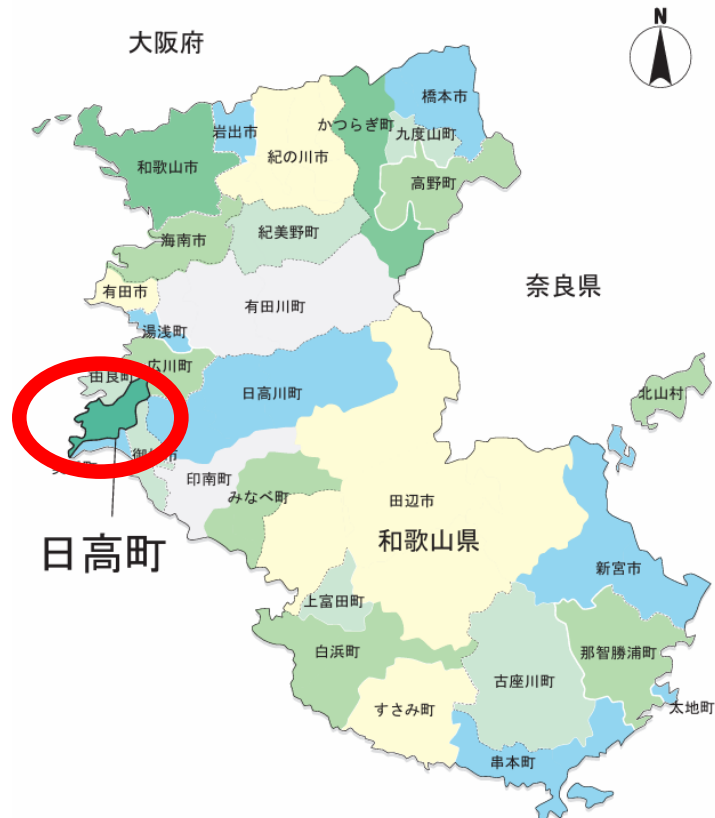 N
大阪府
橋本市
かつらぎ町
岩出市
九度山町
紀の川市
和歌山市
高野町
紀美野町
海南市
奈良県
有田市
有田川町
湯浅町
広川町
由良町
日高川町
北山村
印南町
みなべ町
田辺市
和歌山県
日高町
新宮市
上富田町
白浜町
那智勝浦町
古座川町
すさみ町
太地町
串本町